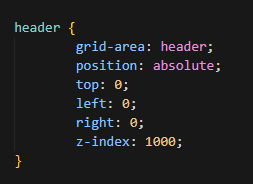 header {
grid-area: header;
position: absolute;
top: 0;
left: 0;
right: 0;
z-index: 1000;
}